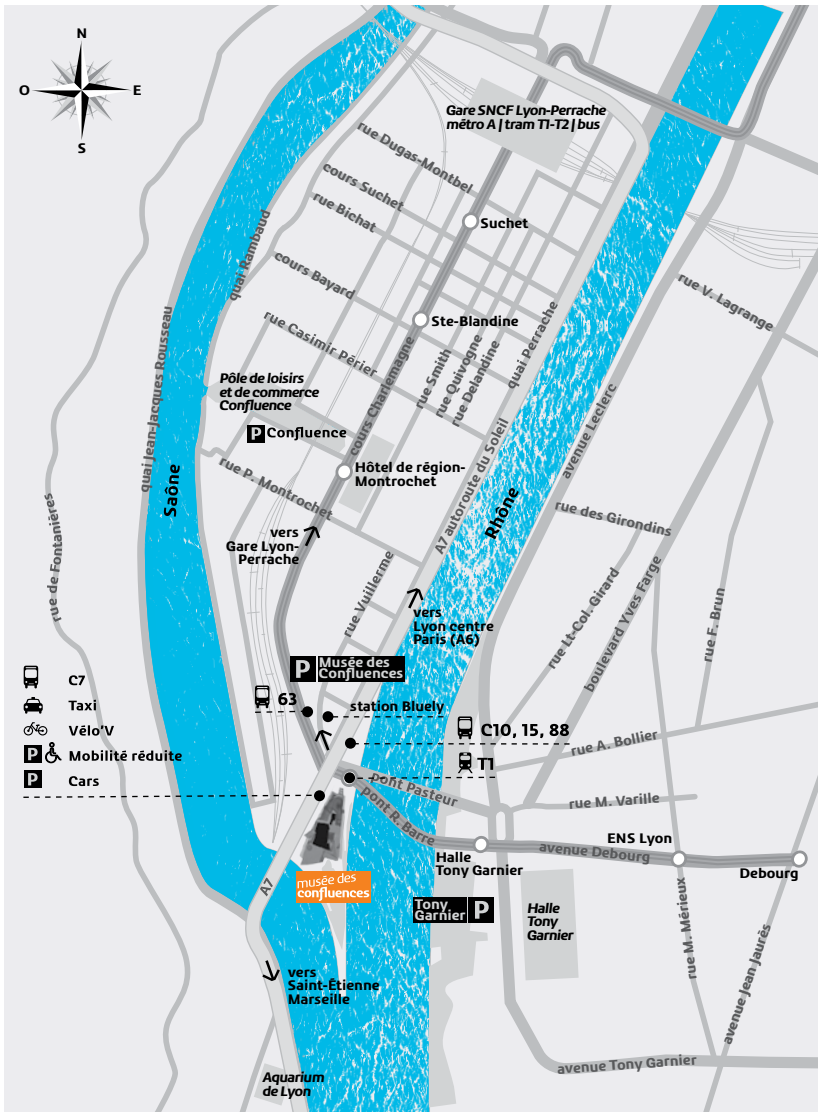 N
O
E
S
Gare SNCF Lyon-Perrache
métro A | tram T1-T2 | bus
rue Dugas-Montbel
cours Suchet
rue Bichat
Suchet
quai Rambaud
cours Bayard
rue Casimir Périer
Ste-Blandine
rue V. Lagrange
quai Jean-Jacques Rousseau
cours Charlemagne
rue Smith
rue Quivogne
rue Delandine
quai Perrache
Pôle de loisirs
et de commerce
Confluence
P Confluence
avenue Leclerc
A7 autoroute du Soleil
Hôtel de région-
Montrochet
rue P. Montrochet
Saône
Rhône
rue de Fontanières
vers
Gare Lyon-
Perrache
rue des Girondins
rue Vuillerme
rue Lt-Col. Girard
boulevard Yves Farge
rue F. Brun
vers
Lyon centre
Paris (A6)
P Musée des
Confluences
C7
Taxi
Vélo'V
P Mobilité réduite
P Cars
63
station Bluely
C10, 15, 88
T1
rue A. Bollier
pont Pasteur
pont R. Barre
rue M. Varille
ENS Lyon
Halle
Tony Garnier
avenue Debourg
Debourg
A7
musée des
confluences
Tony
Garnier P
Halle
Tony
Garnier
rue M. Mérieux
avenue Jean Jaurès
vers
Saint-Étienne
Marseille
avenue Tony Garnier
Aquarium
de Lyon